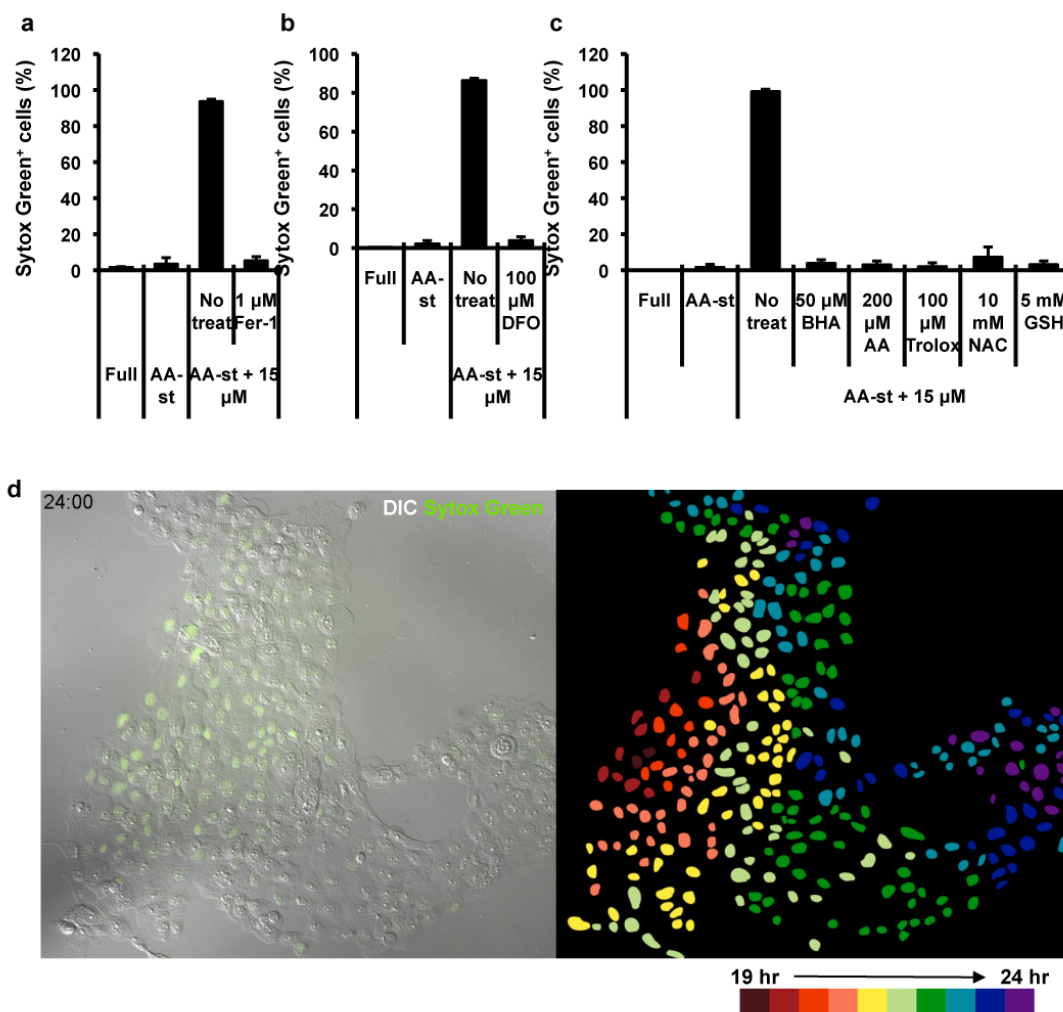 a
Sytox Green⁺ cells (%)
120
100
80
60
40
20
0
Full
AA-
st
No
treat
1 µM
Fer-1
AA-st + 15
µM
b
Sytox Green⁺ cells (%)
100
80
60
40
20
0
Full
AA-
st
No
treat
100
µM
DFO
AA-st + 15
µM
c
Sytox Green⁺ cells (%)
120
100
80
60
40
20
0
Full
AA-st
No
treat
50 µM
BHA
200
µM
AA
100
µM
Trolox
10
mM
NAC
5 mM
GSH
AA-st + 15 µM
d
24:00
DIC Sytox Green
19 hr
24 hr